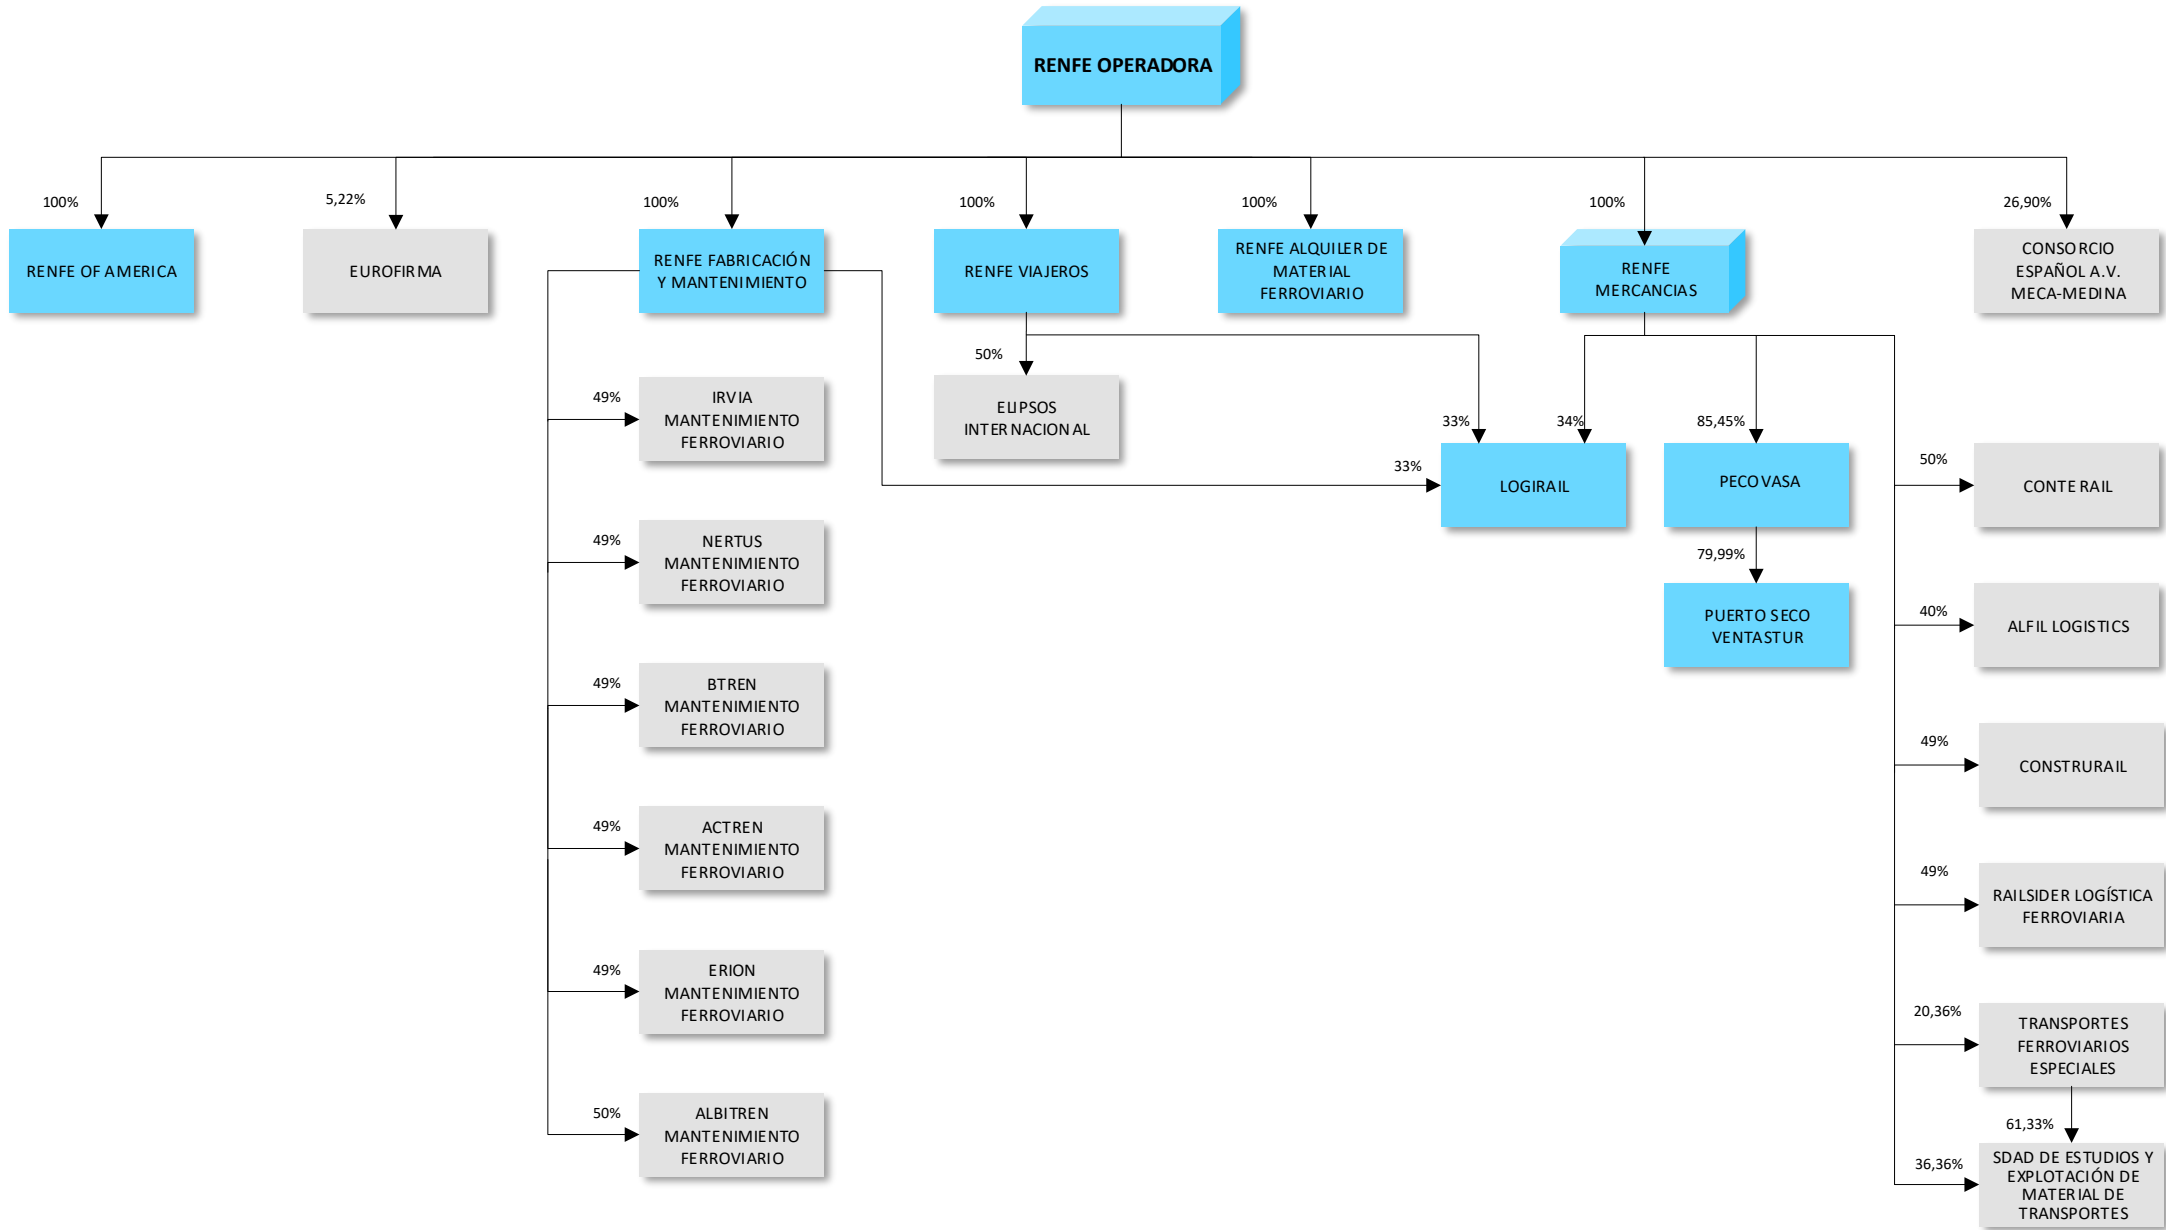 RENFE OPERADORA
100%
5,22%
100%
100%
100%
100%
26,90%
RENFE OF AMERICA
EUROFIRMA
RENFE FABRICACIÓN
Y MANTENIMIENTO
RENFE VIAJEROS
RENFE ALQUILER DE
MATERIAL
FERROVIARIO
RENFE
MERCANCIAS
CONSORCIO
ESPAÑOL A.V.
MECA-MEDINA
49%
IRVIA
MANTENIMIENTO
FERROVIARIO
50%
ELIPSOS
INTERNACIONAL
33%
34%
33%
LOGIRAIL
85,45%
PECOVASA
79,99%
PUERTO SECO
VENTASTUR
50%
CONTERAIL
49%
NERTUS
MANTENIMIENTO
FERROVIARIO
40%
ALFIL LOGISTICS
49%
BTREN
MANTENIMIENTO
FERROVIARIO
49%
CONSTRURAIL
49%
ACTREN
MANTENIMIENTO
FERROVIARIO
49%
RAILSIDER LOGÍSTICA
FERROVIARIA
49%
ERION
MANTENIMIENTO
FERROVIARIO
20,36%
TRANSPORTES
FERROVIARIOS
ESPECIALES
50%
ALBITREN
MANTENIMIENTO
FERROVIARIO
61,33%
36,36%
SDAD DE ESTUDIOS Y
EXPLOTACIÓN DE
MATERIAL DE
TRANSPORTES